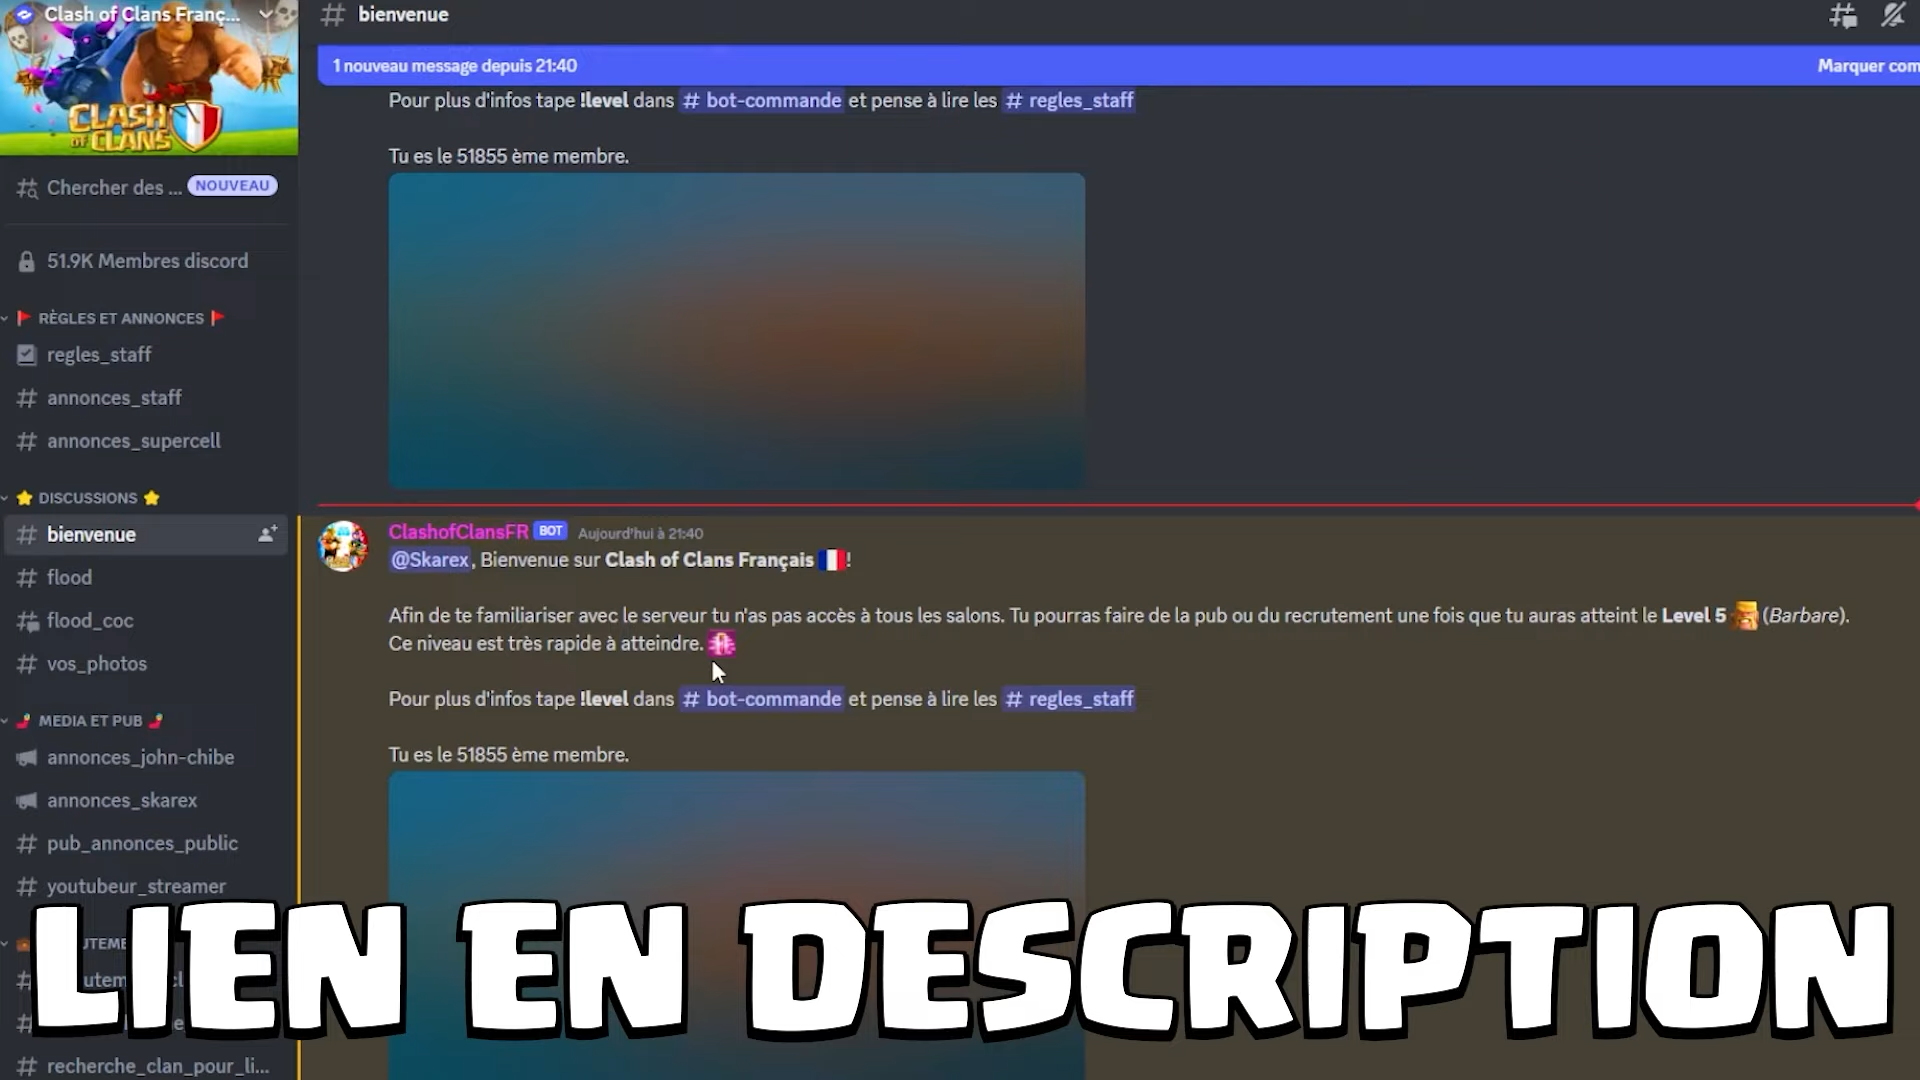 Clash of Clans Franç...
CLASH
OF CLANS
Chercher des ...
NOUVEAU
51.9K Membres discord
RÈGLES ET ANNONCES
regles_staff
annonces_staff
annonces_supercell
DISCUSSIONS
bienvenue
flood
flood_coc
vos_photos
MEDIA ET PUB
annonces_john-chibe
annonces_skarex
pub_annonces_public
youtubeur_streamer
recherche_clan_pour_li...
# bienvenue
1 nouveau message depuis 21:40
Marquer com
Pour plus d'infos tape !level dans # bot-commande et pense à lire les # regles_staff
Tu es le 51855 ème membre.
ClashofClansFR BOT Aujourd'hui à 21:40
@Skarex, Bienvenue sur Clash of Clans Français 🇫🇷!
Afin de te familiariser avec le serveur tu n'as pas accès à tous les salons. Tu pourras faire de la pub ou du recrutement une fois que tu auras atteint le Level 5 (Barbare).
Ce niveau est très rapide à atteindre.
Pour plus d'infos tape !level dans # bot-commande et pense à lire les # regles_staff
Tu es le 51855 ème membre.
LIEN EN DESCRIPTION